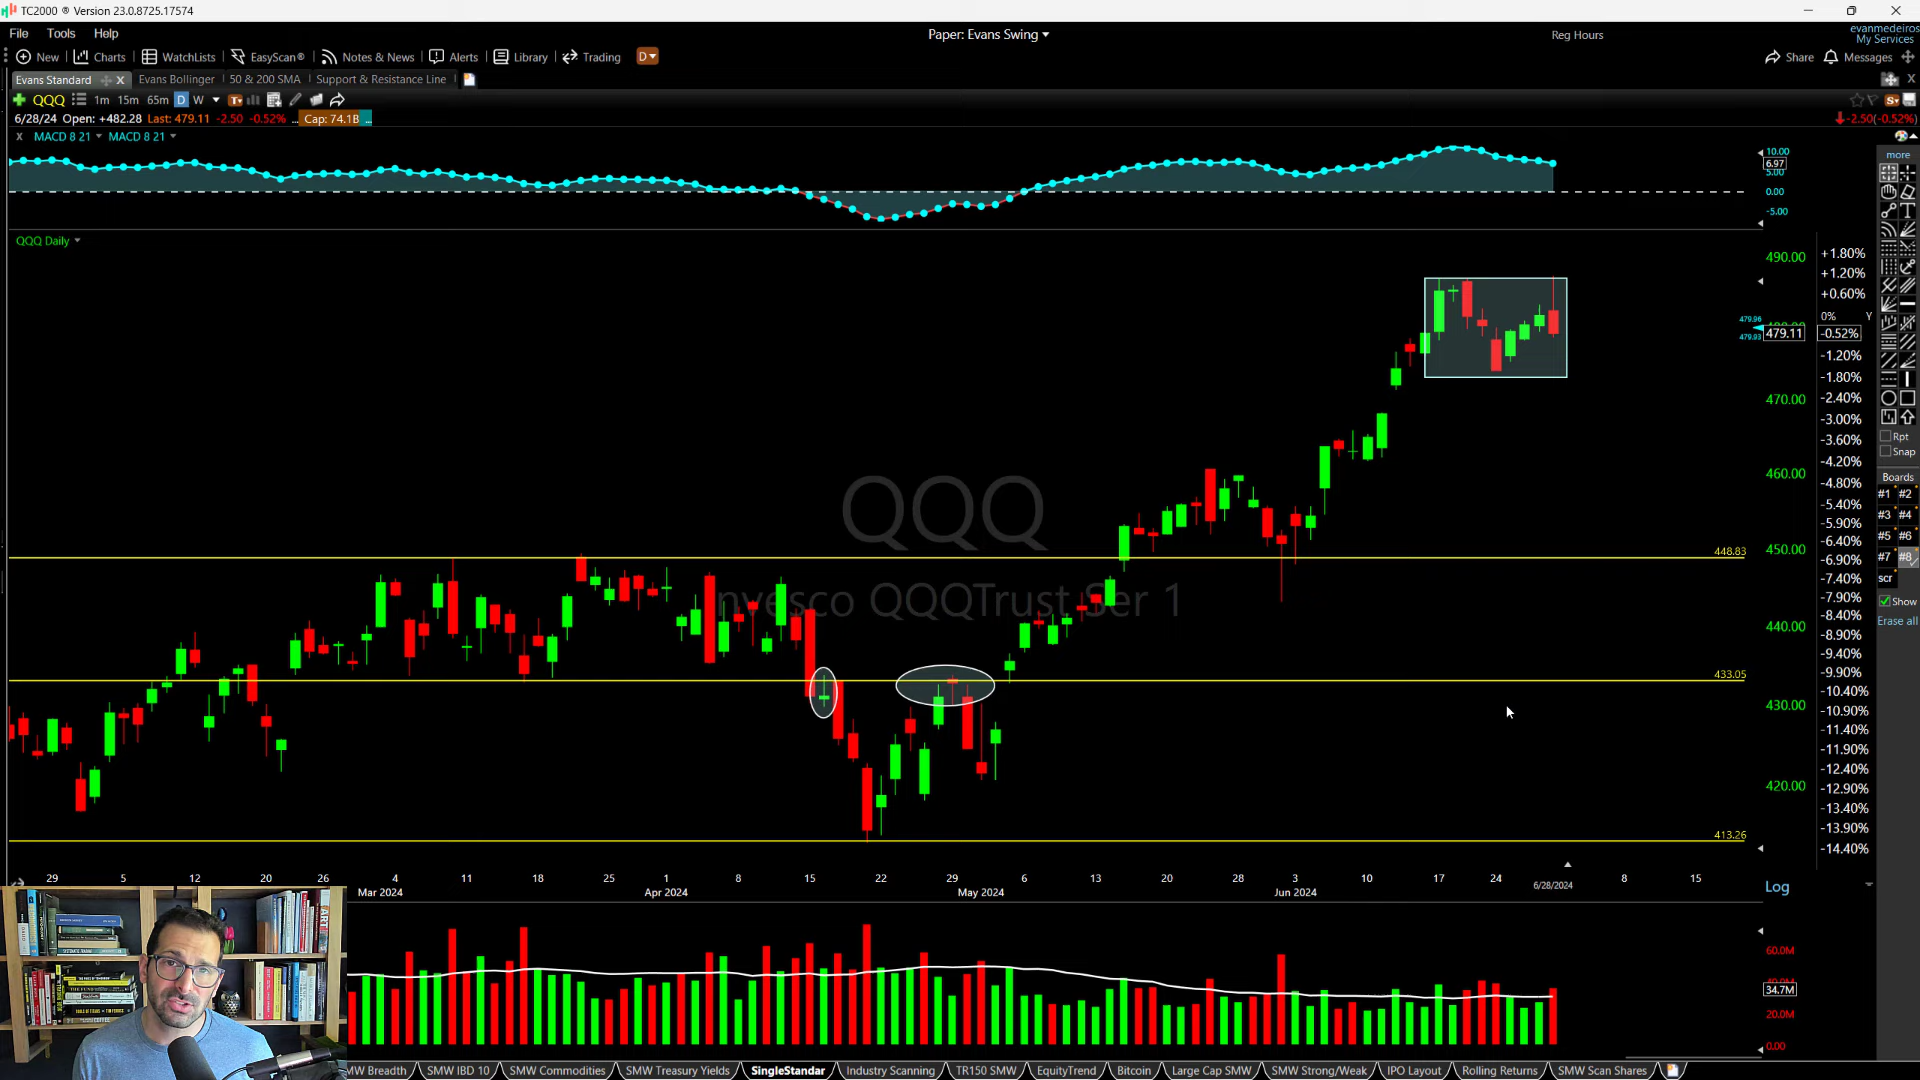 TC2000 ® Version 23.0.8725.17574
File Tools Help
Paper: Evans Swing
Reg Hours
evanmedeiros
My Services
New Charts WatchLists EasyScan® Notes & News Alerts Library Trading D
Share Messages
Evans Standard X Evans Bollinger 50 & 200 SMA Support & Resistance Line
QQQ 1m 15m 65m D W
6/28/24 Open: +482.28 Last: 479.11 -2.50 -0.52% ... Cap: 74.1B ...
-2.50(-0.52%)
X MACD 8 21 MACD 8 21
10.00
6.97
5.00
0.00
-5.00
more
QQQ Daily
490.00
479.96
479.93
479.11
470.00
460.00
450.00
440.00
430.00
420.00
+1.80%
+1.20%
+0.60%
0% Y
-0.52%
-1.20%
-1.80%
-2.40%
-3.00%
-3.60%
-4.20%
-4.80%
-5.40%
-5.90%
-6.40%
-6.90%
-7.40%
-7.90%
-8.40%
-8.90%
-9.40%
-9.90%
-10.40%
-10.90%
-11.40%
-11.90%
-12.40%
-12.90%
-13.40%
-13.90%
-14.40%
Rpt
Snap
Boards
#1 #2
#3 #4
#5 #6
#7 #8
scr
Show
Erase all
QQQ
nvesco QQQTrust Ser 1
448.83
433.05
413.26
29 5 12 20 26 4 11 18 25 8 15 22 29 6 13 20 28 10 17 24 6/28/2024 8 15
Mar 2024 Apr 2024 May 2024 Jun 2024
Log
60.0M
34.7M
20.0M
0.00
MW Breadth SMW IBD 10 SMW Commodities SMW Treasury Yields SingleStandar Industry Scanning TR150 SMW EquityTrend Bitcoin Large Cap SMW SMW Strong/Weak IPO Layout Rolling Returns SMW Scan Shares